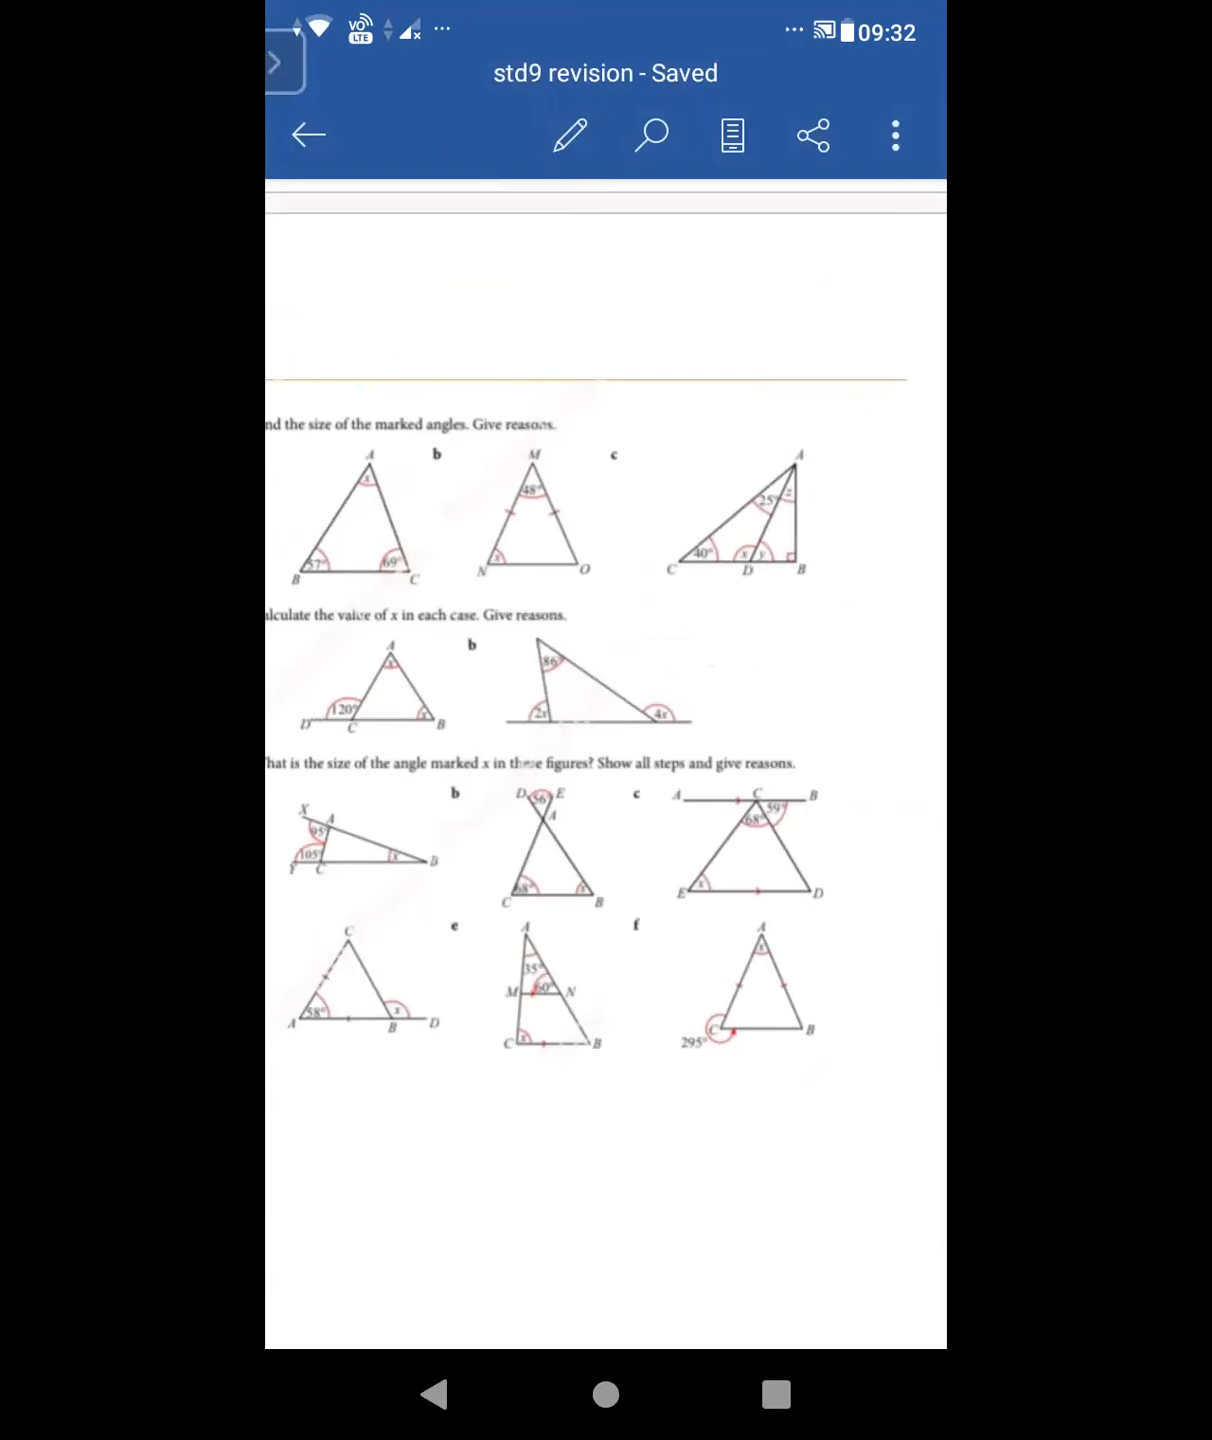 VO LTE 09:32
std9 revision - Saved
nd the size of the marked angles. Give reasons.
A b M c A
x 48° 25° z
57° 69° x 40° x y
B C N O C D B
alculate the value of x in each case. Give reasons.
A b
x 86°
120° x 2x 4x
D C B
hat is the size of the angle marked x in these figures? Show all steps and give reasons.
b D 56° E c A C B
X A A 68° 59°
95°
105° x B
Y C 68° x x
C B E D
C e A f A
35° x
M 60° N
58° x C
A B D C x B 295° B